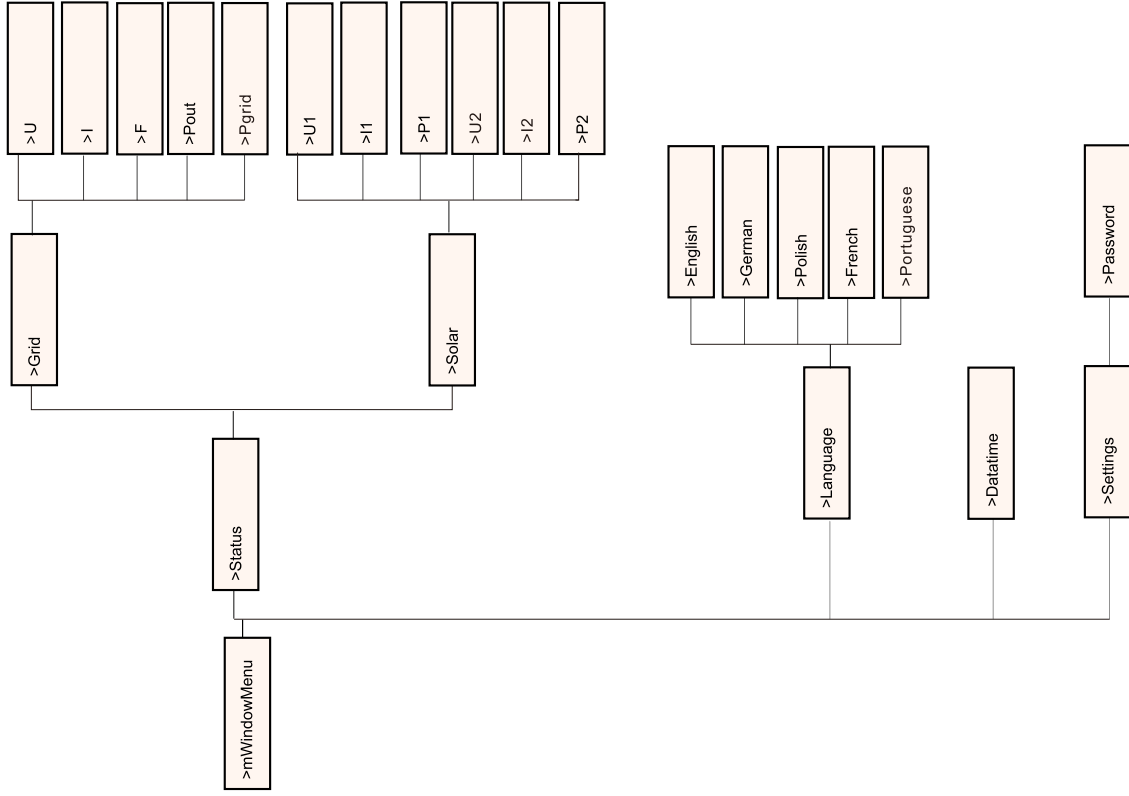 >mWindowMenu
>Status
>Grid
>U
>I
>F
>Pout
>Pgrid
>Solar
>U1
>I1
>P1
>U2
>I2
>P2
>Language
>English
>German
>Polish
>French
>Portuguese
>Datatime
>Settings
>Password